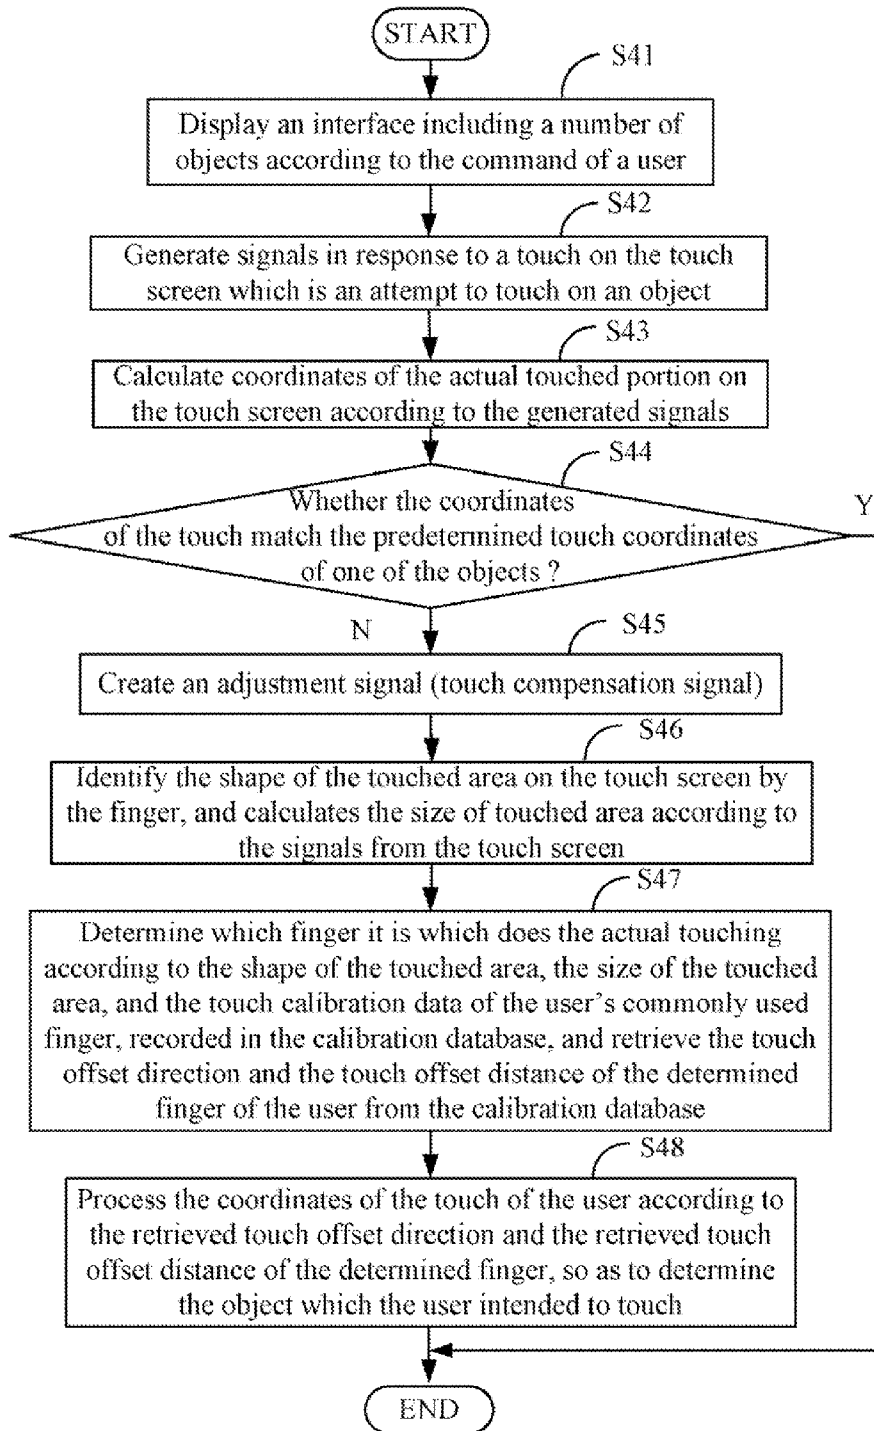 START
S41
Display an interface including a number of
objects according to the command of a user
S42
Generate signals in response to a touch on the touch
screen which is an attempt to touch on an object
S43
Calculate coordinates of the actual touched portion on
the touch screen according to the generated signals
S44
Whether the coordinates
of the touch match the predetermined touch coordinates
of one of the objects ?
Y
N
S45
Create an adjustment signal (touch compensation signal)
S46
Identify the shape of the touched area on the touch screen by
the finger, and calculates the size of touched area according to
the signals from the touch screen
S47
Determine which finger it is which does the actual touching
according to the shape of the touched area, the size of the touched
area, and the touch calibration data of the user’s commonly used
finger, recorded in the calibration database, and retrieve the touch
offset direction and the touch offset distance of the determined
finger of the user from the calibration database
S48
Process the coordinates of the touch of the user according to
the retrieved touch offset direction and the retrieved touch
offset distance of the determined finger, so as to determine
the object which the user intended to touch
END